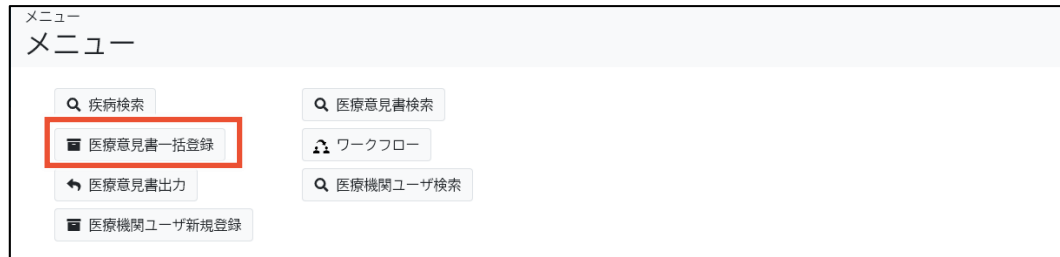 メニュー
メニュー
疾病検索 医療意見書検索
医療意見書一括登録 ワークフロー
医療意見書出力 医療機関ユーザ検索
医療機関ユーザ新規登録